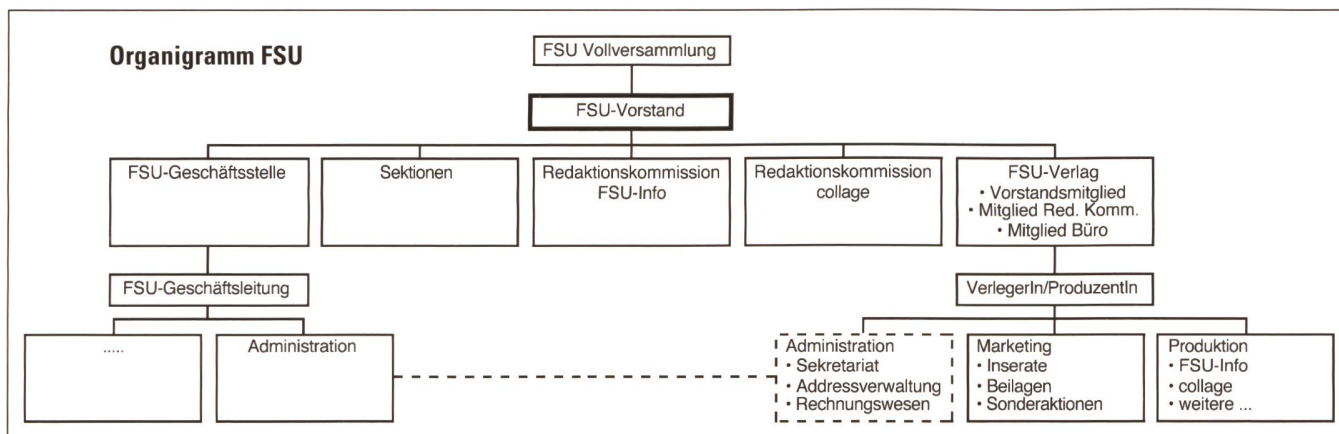 Organigramm FSU
FSU Vollversammlung
FSU-Vorstand
FSU-Geschäftsstelle
Sektionen
Redaktionskommission
FSU-Info
Redaktionskommission
collage
FSU-Verlag
• Vorstandsmitglied
• Mitglied Red. Komm.
• Mitglied Büro
FSU-Geschäftsleitung
VerlegerIn/ProduzentIn
.....
Administration
Administration
• Sekretariat
• Addressverwaltung
• Rechnungswesen
Marketing
• Inserate
• Beilagen
• Sonderaktionen
Produktion
• FSU-Info
• collage
• weitere ...